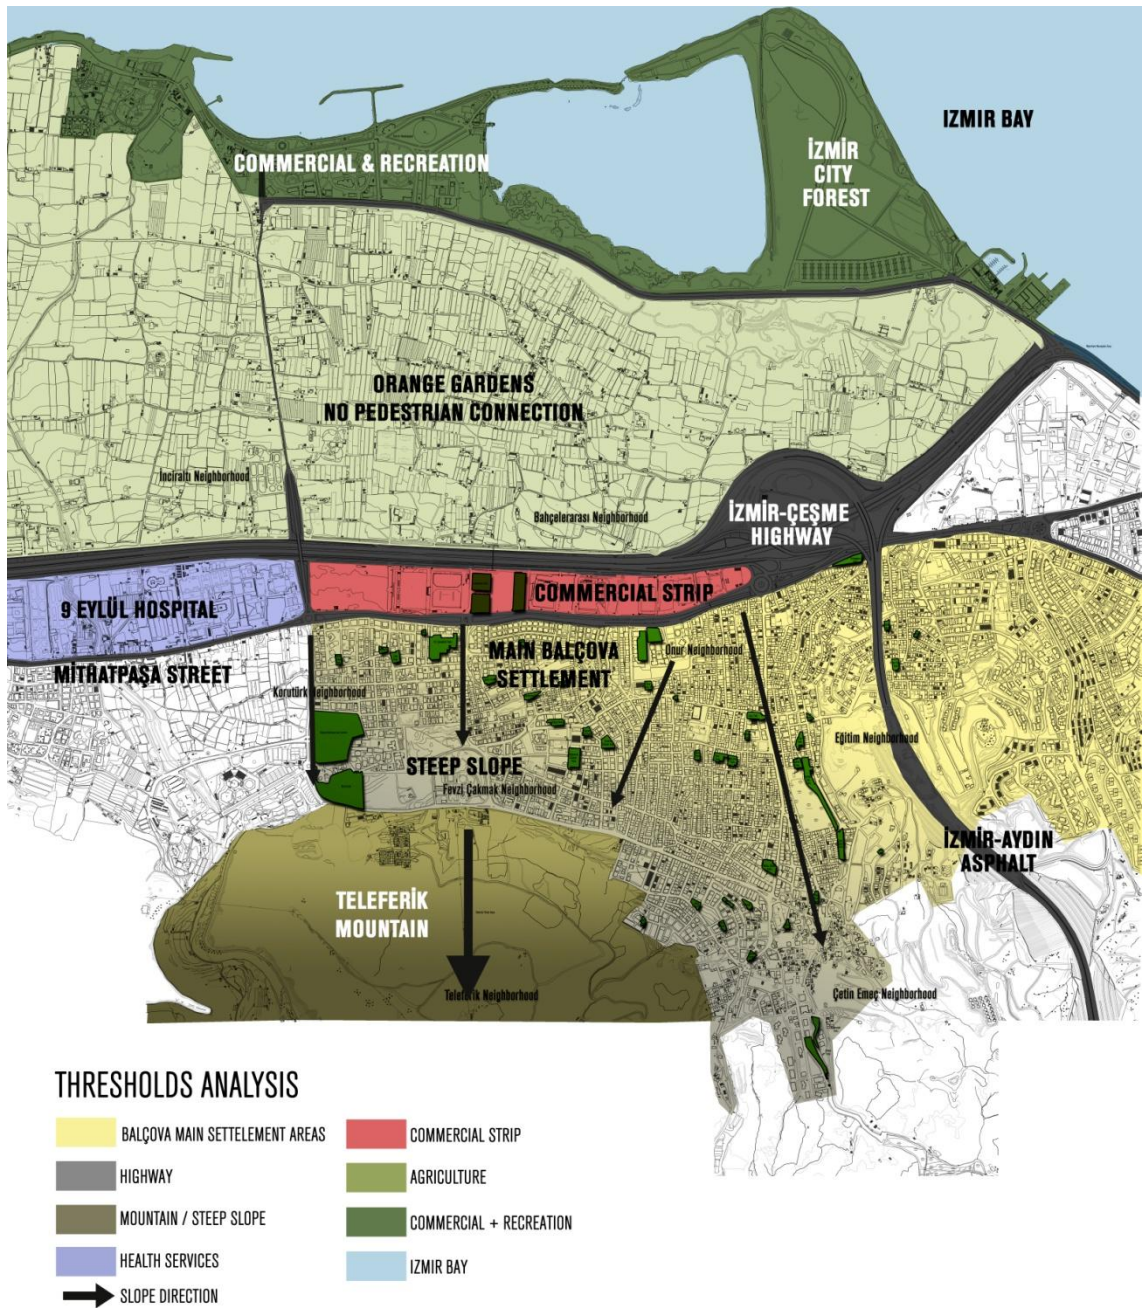 IZMIR BAY
COMMERCIAL & RECREATION
İZMİR
CITY
FOREST
ORANGE GARDENS
NO PEDESTRIAN CONNECTION
İnciraltı Neighborhood
Bahçelerarası Neighborhood
İZMİR-ÇEŞME
HIGHWAY
9 EYLÜL HOSPITAL
COMMERCIAL STRIP
MİTHATPAŞA STREET
MAIN BALÇOVA
SETTLEMENT
Onur Neighborhood
Korutürk Neighborhood
Eğitim Neighborhood
STEEP SLOPE
Fevzi Çakmak Neighborhood
İZMİR-AYDIN
ASPHALT
TELEFERİK
MOUNTAIN
Teleferik Neighborhood
Çetin Emeç Neighborhood
THRESHOLDS ANALYSIS
BALÇOVA MAIN SETTELEMENT AREAS
COMMERCIAL STRIP
HIGHWAY
AGRICULTURE
MOUNTAIN / STEEP SLOPE
COMMERCIAL + RECREATION
HEALTH SERVICES
IZMIR BAY
SLOPE DIRECTION